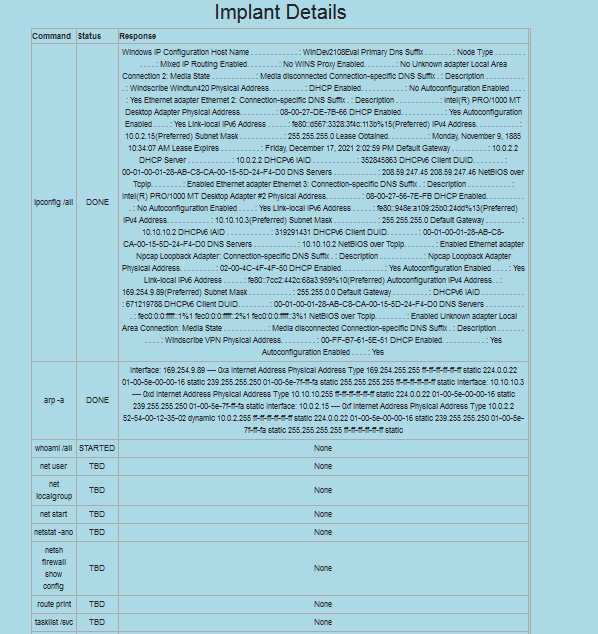 Implant Details
Command Status Response
Windows IP Configuration Host Name . . . . . . . . . . . . : WinDev2108Eval Primary Dns Suffix . . . . . . . : Node Type . . . . . . . .
. . . . : Mixed IP Routing Enabled. . . . . . . . : No WINS Proxy Enabled. . . . . . . . : No Unknown adapter Local Area
Connection 2: Media State . . . . . . . . . . . : Media disconnected Connection-specific DNS Suffix . : Description . . . . . . . . . .
. : Windscribe Windtun420 Physical Address. . . . . . . . . : DHCP Enabled. . . . . . . . . . . : No Autoconfiguration Enabled . . . .
: Yes Ethernet adapter Ethernet 2: Connection-specific DNS Suffix . : Description . . . . . . . . . . . : Intel(R) PRO/1000 MT
Desktop Adapter Physical Address. . . . . . . . . : 08-00-27-DE-7B-66 DHCP Enabled. . . . . . . . . . . : Yes Autoconfiguration
Enabled . . . . : Yes Link-local IPv6 Address . . . . . : fe80::d567:3328:3f4c:113b%15(Preferred) IPv4 Address. . . . . . . . . . . :
10.0.2.15(Preferred) Subnet Mask . . . . . . . . . . . : 255.255.255.0 Lease Obtained. . . . . . . . . . : Monday, November 9, 1885
10:34:07 AM Lease Expires . . . . . . . . . . : Friday, December 17, 2021 2:02:59 PM Default Gateway . . . . . . . . . : 10.0.2.2
DHCP Server . . . . . . . . . . . : 10.0.2.2 DHCPv6 IAID . . . . . . . . . . . : 352845863 DHCPv6 Client DUID. . . . . . . . :
00-01-00-01-28-AB-C8-CA-00-15-5D-24-F4-D0 DNS Servers . . . . . . . . . . . : 208.59.247.45 208.59.247.46 NetBIOS over
ipconfig /all DONE
Tcpip. . . . . . . . : Enabled Ethernet adapter Ethernet 3: Connection-specific DNS Suffix . : Description . . . . . . . . . . . :
Intel(R) PRO/1000 MT Desktop Adapter #2 Physical Address. . . . . . . . . : 08-00-27-56-7E-FB DHCP Enabled. . . . . . . . . .
. : No Autoconfiguration Enabled . . . . : Yes Link-local IPv6 Address . . . . . : fe80::948e:a109:25b0:24dd%13(Preferred)
IPv4 Address. . . . . . . . . . . : 10.10.10.3(Preferred) Subnet Mask . . . . . . . . . . . : 255.255.255.0 Default Gateway . . . . . . . . . :
10.10.10.2 DHCPv6 IAID . . . . . . . . . . . : 319291431 DHCPv6 Client DUID. . . . . . . . : 00-01-00-01-28-AB-C8-
CA-00-15-5D-24-F4-D0 DNS Servers . . . . . . . . . . . : 10.10.10.2 NetBIOS over Tcpip. . . . . . . . : Enabled Ethernet adapter
Npcap Loopback Adapter: Connection-specific DNS Suffix . : Description . . . . . . . . . . . : Npcap Loopback Adapter
Physical Address. . . . . . . . . : 02-00-4C-4F-4F-50 DHCP Enabled. . . . . . . . . . . : Yes Autoconfiguration Enabled . . . . : Yes
Link-local IPv6 Address . . . . . : fe80::7cc2:442c:68a3:959%10(Preferred) Autoconfiguration IPv4 Address. . :
169.254.9.89(Preferred) Subnet Mask . . . . . . . . . . . : 255.255.0.0 Default Gateway . . . . . . . . . : DHCPv6 IAID . . . . . . . . . . .
: 671219788 DHCPv6 Client DUID. . . . . . . . : 00-01-00-01-28-AB-C8-CA-00-15-5D-24-F4-D0 DNS Servers . . . . . . . . . .
. : fec0:0:0:ffff::1%1 fec0:0:0:ffff::2%1 fec0:0:0:ffff::3%1 NetBIOS over Tcpip. . . . . . . . : Enabled Unknown adapter Local
Area Connection: Media State . . . . . . . . . . . : Media disconnected Connection-specific DNS Suffix . : Description . . . . . . .
. . . . : Windscribe VPN Physical Address. . . . . . . . . : 00-FF-B7-61-5E-51 DHCP Enabled. . . . . . . . . . . : Yes
Autoconfiguration Enabled . . . . : Yes
Interface: 169.254.9.89 --- 0xa Internet Address Physical Address Type 169.254.255.255 ff-ff-ff-ff-ff-ff static 224.0.0.22
01-00-5e-00-00-16 static 239.255.255.250 01-00-5e-7f-ff-fa static 255.255.255.255 ff-ff-ff-ff-ff-ff static Interface: 10.10.10.3
arp -a DONE
--- 0xd Internet Address Physical Address Type 10.10.10.255 ff-ff-ff-ff-ff-ff static 224.0.0.22 01-00-5e-00-00-16 static
239.255.255.250 01-00-5e-7f-ff-fa static Interface: 10.0.2.15 --- 0xf Internet Address Physical Address Type 10.0.2.2
52-54-00-12-35-02 dynamic 10.0.2.255 ff-ff-ff-ff-ff-ff static 224.0.0.22 01-00-5e-00-00-16 static 239.255.255.250 01-00-5e-
7f-ff-fa static 255.255.255.255 ff-ff-ff-ff-ff-ff static
whoami /all STARTED None
net user TBD None
net
localgroup TBD None
net start TBD None
netstat -ano TBD None
netsh
firewall
show
config TBD None
route print TBD None
tasklist /svc TBD None